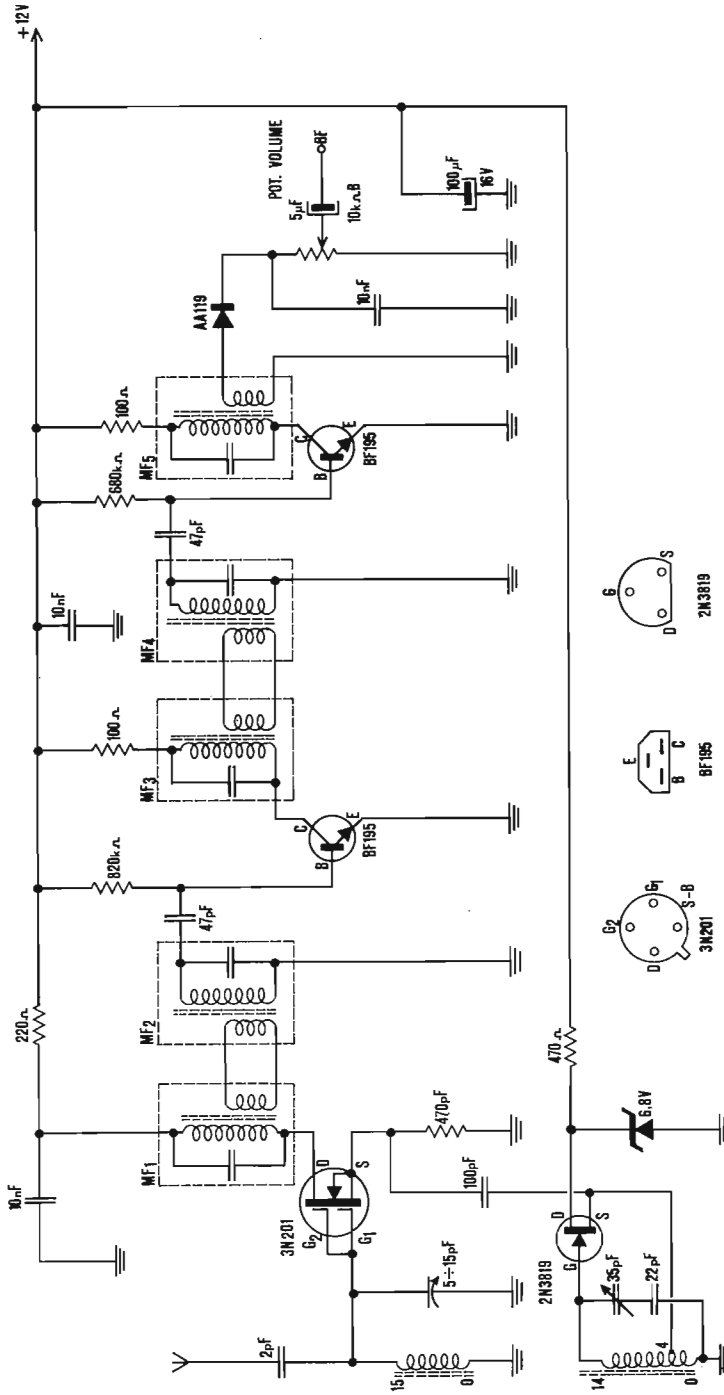 +12V
10nF
220Ω
10nF
820kΩ
100Ω
680kΩ
100Ω
MF1
MF2
47pF
MF3
MF4
47pF
MF5
AA119
POT. VOLUME
5µF
BF
10kΩB
2pF
3N201
G2
G1
D
S
B
C
E
BF195
B
C
E
BF195
10nF
100µF
16V
15
0
5÷15pF
470pF
100pF
2N3819
G
D
S
470Ω
35pF
22pF
6,8V
14
4
0
G2
G1
D
S-B
3N201
E
B
C
BF195
G
D
S
2N3819